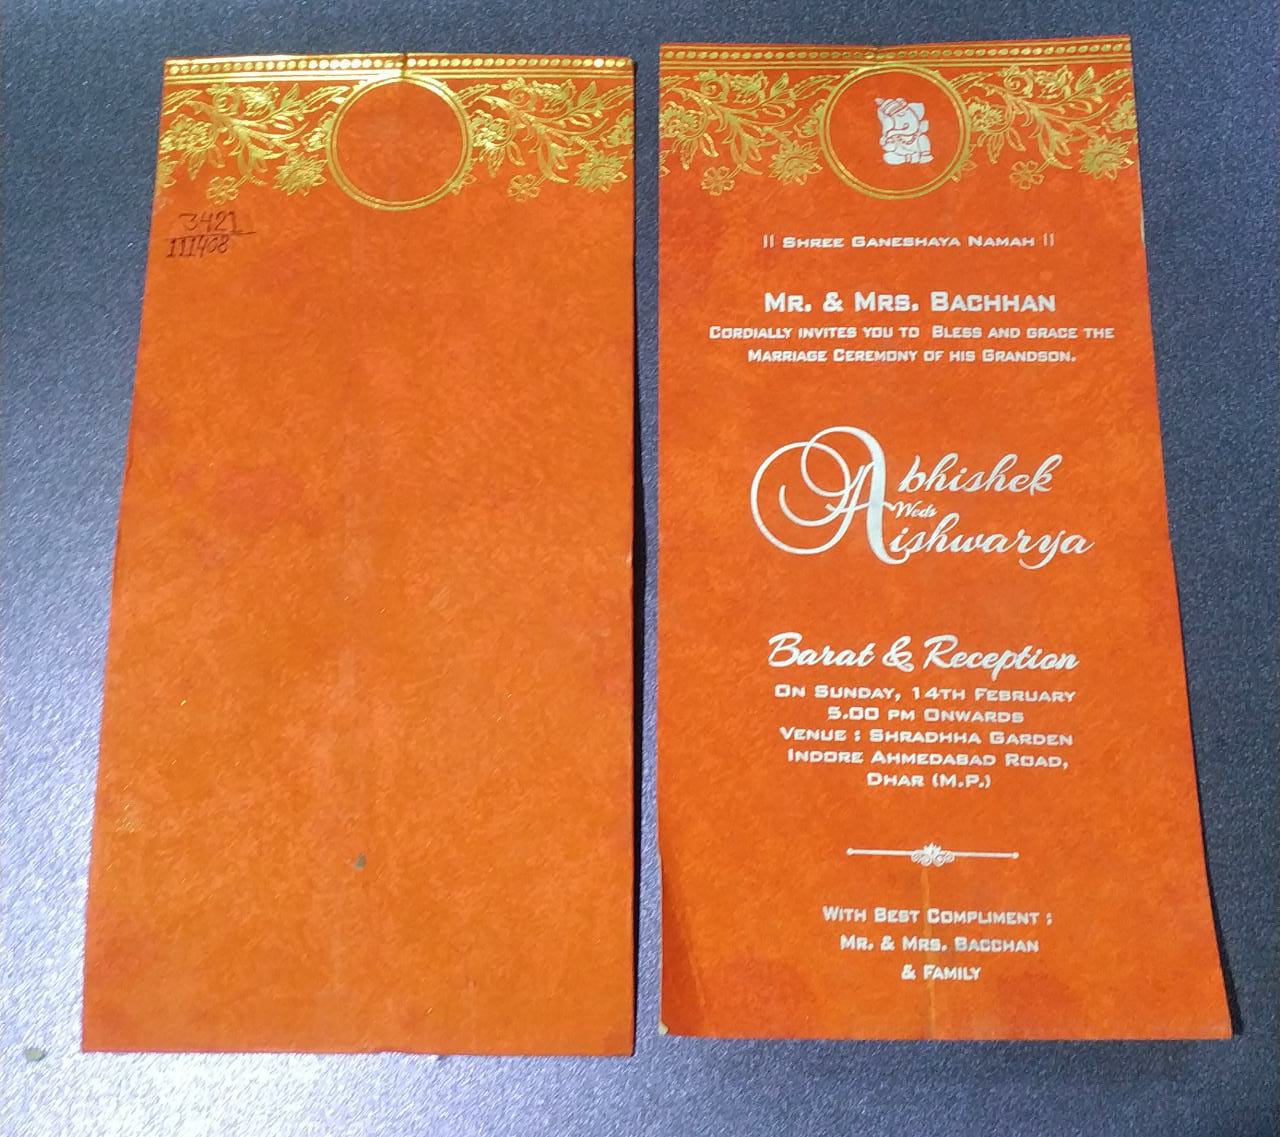 3421
111408
|| Shree Ganeshaya Namah ||
Mr. & Mrs. Bachhan
Cordially invites you to Bless and grace the
Marriage Ceremony of his Grandson.
Abhishek
Weds
Aishwarya
Barat & Reception
On Sunday, 14th February
5.00 pm Onwards
Venue : Shradhha Garden
Indore Ahmedabad Road,
Dhar (M.P.)
With Best Compliment :
Mr. & Mrs. Bacchan
& Family